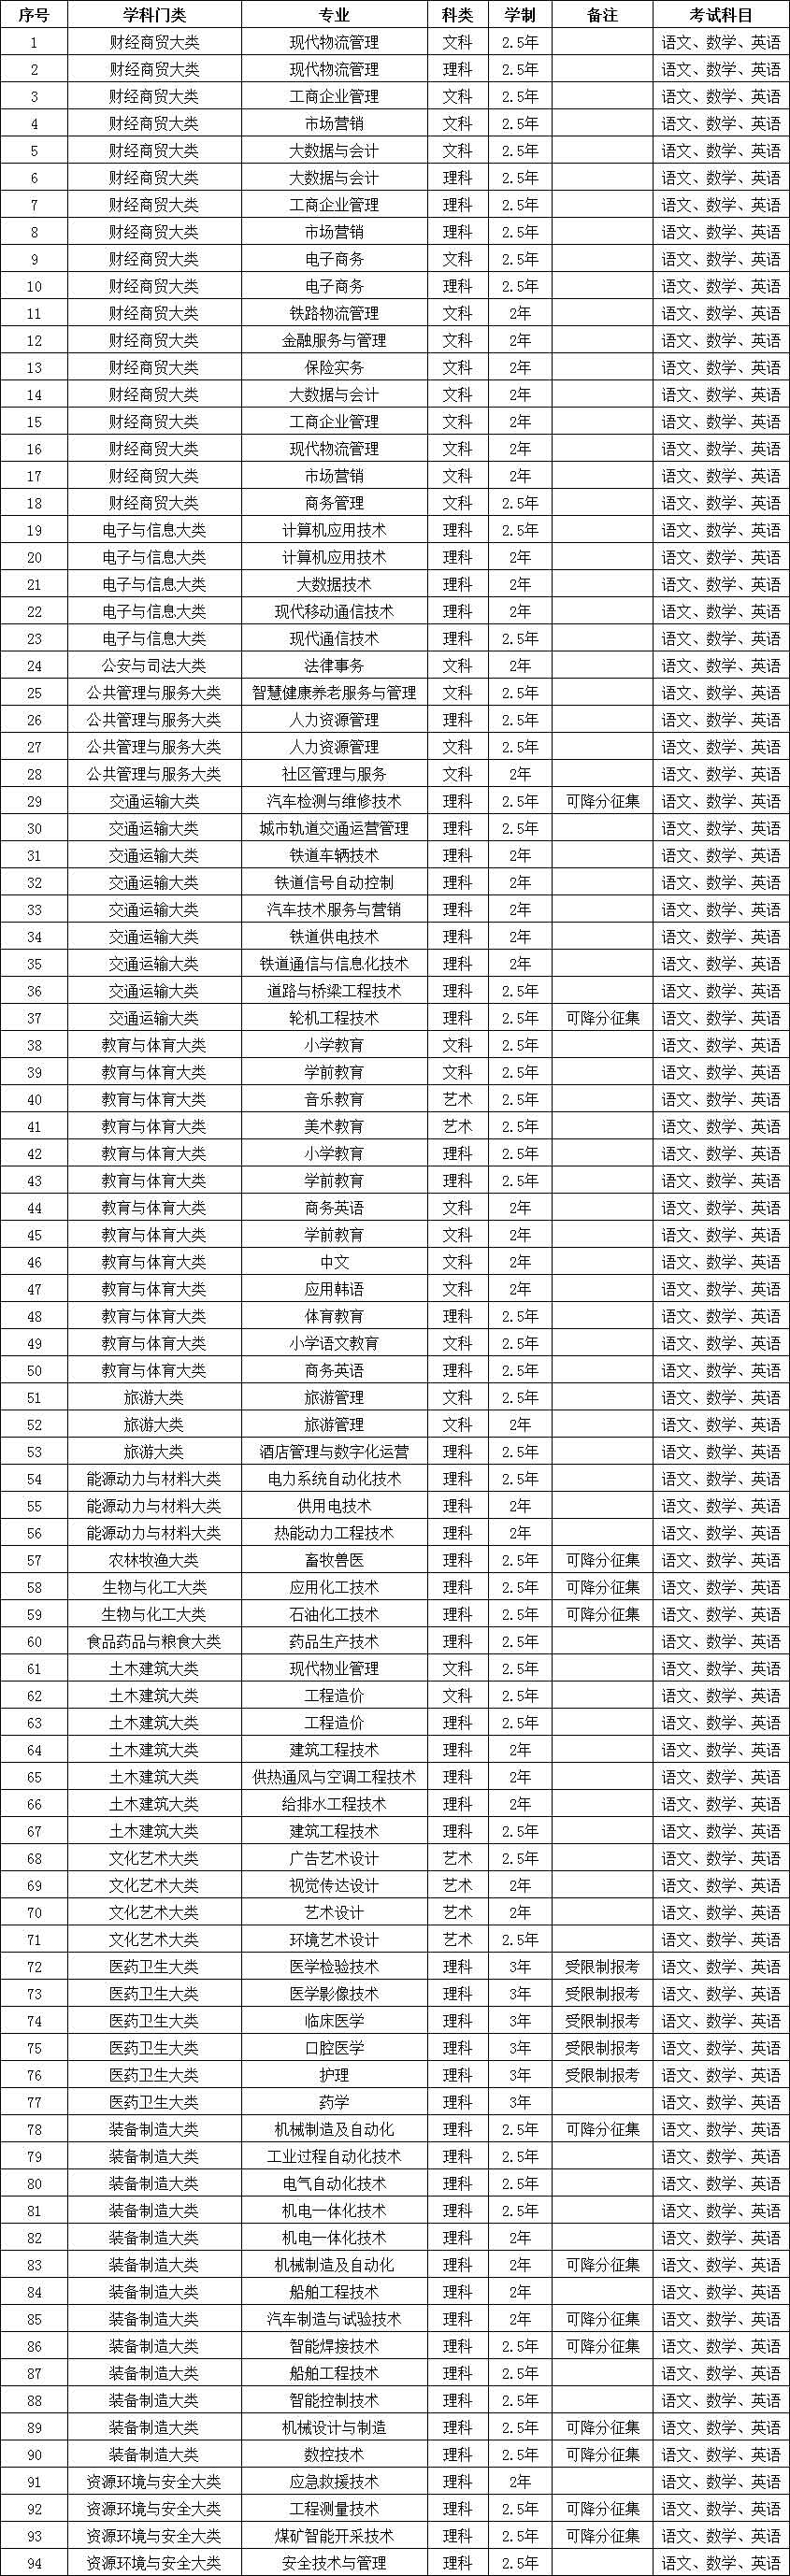 序号 学科门类 专业 科类 学制 备注 考试科目
1 财经商贸大类 现代物流管理 文科 2.5年 语文、数学、英语
2 财经商贸大类 现代物流管理 理科 2.5年 语文、数学、英语
3 财经商贸大类 工商企业管理 文科 2.5年 语文、数学、英语
4 财经商贸大类 市场营销 文科 2.5年 语文、数学、英语
5 财经商贸大类 大数据与会计 文科 2.5年 语文、数学、英语
6 财经商贸大类 大数据与会计 理科 2.5年 语文、数学、英语
7 财经商贸大类 工商企业管理 理科 2.5年 语文、数学、英语
8 财经商贸大类 市场营销 理科 2.5年 语文、数学、英语
9 财经商贸大类 电子商务 文科 2.5年 语文、数学、英语
10 财经商贸大类 电子商务 理科 2.5年 语文、数学、英语
11 财经商贸大类 铁路物流管理 文科 2年 语文、数学、英语
12 财经商贸大类 金融服务与管理 文科 2年 语文、数学、英语
13 财经商贸大类 保险实务 文科 2年 语文、数学、英语
14 财经商贸大类 大数据与会计 文科 2年 语文、数学、英语
15 财经商贸大类 工商企业管理 文科 2年 语文、数学、英语
16 财经商贸大类 现代物流管理 文科 2年 语文、数学、英语
17 财经商贸大类 市场营销 文科 2年 语文、数学、英语
18 财经商贸大类 商务管理 文科 2.5年 语文、数学、英语
19 电子与信息大类 计算机应用技术 理科 2.5年 语文、数学、英语
20 电子与信息大类 计算机应用技术 理科 2年 语文、数学、英语
21 电子与信息大类 大数据技术 理科 2年 语文、数学、英语
22 电子与信息大类 现代移动通信技术 理科 2年 语文、数学、英语
23 电子与信息大类 现代通信技术 理科 2.5年 语文、数学、英语
24 公安与司法大类 法律事务 文科 2年 语文、数学、英语
25 公共管理与服务大类 智慧健康养老服务与管理 文科 2.5年 语文、数学、英语
26 公共管理与服务大类 人力资源管理 理科 2.5年 语文、数学、英语
27 公共管理与服务大类 人力资源管理 文科 2.5年 语文、数学、英语
28 公共管理与服务大类 社区管理与服务 文科 2年 语文、数学、英语
29 交通运输大类 汽车检测与维修技术 理科 2.5年 可降分征集 语文、数学、英语
30 交通运输大类 城市轨道交通运营管理 理科 2.5年 语文、数学、英语
31 交通运输大类 铁道车辆技术 理科 2年 语文、数学、英语
32 交通运输大类 铁道信号自动控制 理科 2年 语文、数学、英语
33 交通运输大类 汽车技术服务与营销 理科 2年 语文、数学、英语
34 交通运输大类 铁道供电技术 理科 2年 语文、数学、英语
35 交通运输大类 铁道通信与信息化技术 理科 2年 语文、数学、英语
36 交通运输大类 道路与桥梁工程技术 理科 2.5年 语文、数学、英语
37 交通运输大类 轮机工程技术 理科 2.5年 可降分征集 语文、数学、英语
38 教育与体育大类 小学教育 文科 2.5年 语文、数学、英语
39 教育与体育大类 学前教育 文科 2.5年 语文、数学、英语
40 教育与体育大类 音乐教育 艺术 2.5年 语文、数学、英语
41 教育与体育大类 美术教育 艺术 2.5年 语文、数学、英语
42 教育与体育大类 小学教育 理科 2.5年 语文、数学、英语
43 教育与体育大类 学前教育 理科 2.5年 语文、数学、英语
44 教育与体育大类 商务英语 文科 2年 语文、数学、英语
45 教育与体育大类 学前教育 文科 2年 语文、数学、英语
46 教育与体育大类 中文 文科 2年 语文、数学、英语
47 教育与体育大类 应用韩语 文科 2年 语文、数学、英语
48 教育与体育大类 体育教育 理科 2.5年 语文、数学、英语
49 教育与体育大类 小学语文教育 文科 2.5年 语文、数学、英语
50 教育与体育大类 商务英语 理科 2.5年 语文、数学、英语
51 旅游大类 旅游管理 文科 2.5年 语文、数学、英语
52 旅游大类 旅游管理 文科 2年 语文、数学、英语
53 旅游大类 酒店管理与数字化运营 理科 2.5年 语文、数学、英语
54 能源动力与材料大类 电力系统自动化技术 理科 2.5年 语文、数学、英语
55 能源动力与材料大类 供用电技术 理科 2年 语文、数学、英语
56 能源动力与材料大类 热能动力工程技术 理科 2年 语文、数学、英语
57 农林牧渔大类 畜牧兽医 理科 2.5年 可降分征集 语文、数学、英语
58 生物与化工大类 应用化工技术 理科 2.5年 可降分征集 语文、数学、英语
59 生物与化工大类 石油化工技术 理科 2.5年 可降分征集 语文、数学、英语
60 食品药品与粮食大类 药品生产技术 理科 2.5年 语文、数学、英语
61 土木建筑大类 现代物业管理 文科 2.5年 语文、数学、英语
62 土木建筑大类 工程造价 文科 2.5年 语文、数学、英语
63 土木建筑大类 工程造价 理科 2.5年 语文、数学、英语
64 土木建筑大类 建筑工程技术 理科 2年 语文、数学、英语
65 土木建筑大类 供热通风与空调工程技术 理科 2年 语文、数学、英语
66 土木建筑大类 给排水工程技术 理科 2年 语文、数学、英语
67 土木建筑大类 建筑工程技术 理科 2.5年 语文、数学、英语
68 文化艺术大类 广告艺术设计 艺术 2.5年 语文、数学、英语
69 文化艺术大类 视觉传达设计 艺术 2年 语文、数学、英语
70 文化艺术大类 艺术设计 艺术 2年 语文、数学、英语
71 文化艺术大类 环境艺术设计 艺术 2.5年 语文、数学、英语
72 医药卫生大类 医学检验技术 理科 3年 受限制报考 语文、数学、英语
73 医药卫生大类 医学影像技术 理科 3年 受限制报考 语文、数学、英语
74 医药卫生大类 临床医学 理科 3年 受限制报考 语文、数学、英语
75 医药卫生大类 口腔医学 理科 3年 受限制报考 语文、数学、英语
76 医药卫生大类 护理 理科 3年 受限制报考 语文、数学、英语
77 医药卫生大类 药学 理科 3年 语文、数学、英语
78 装备制造大类 机械制造及自动化 理科 2.5年 可降分征集 语文、数学、英语
79 装备制造大类 工业过程自动化技术 理科 2.5年 语文、数学、英语
80 装备制造大类 电气自动化技术 理科 2.5年 语文、数学、英语
81 装备制造大类 机电一体化技术 理科 2.5年 语文、数学、英语
82 装备制造大类 机电一体化技术 理科 2年 语文、数学、英语
83 装备制造大类 机械制造及自动化 理科 2年 可降分征集 语文、数学、英语
84 装备制造大类 船舶工程技术 理科 2年 语文、数学、英语
85 装备制造大类 汽车制造与试验技术 理科 2年 可降分征集 语文、数学、英语
86 装备制造大类 智能焊接技术 理科 2.5年 可降分征集 语文、数学、英语
87 装备制造大类 船舶工程技术 理科 2.5年 语文、数学、英语
88 装备制造大类 智能控制技术 理科 2.5年 语文、数学、英语
89 装备制造大类 机械设计与制造 理科 2.5年 可降分征集 语文、数学、英语
90 装备制造大类 数控技术 理科 2.5年 可降分征集 语文、数学、英语
91 资源环境与安全大类 应急救援技术 理科 2年 语文、数学、英语
92 资源环境与安全大类 工程测量技术 理科 2.5年 可降分征集 语文、数学、英语
93 资源环境与安全大类 煤矿智能开采技术 理科 2.5年 可降分征集 语文、数学、英语
94 资源环境与安全大类 安全技术与管理 理科 2.5年 语文、数学、英语